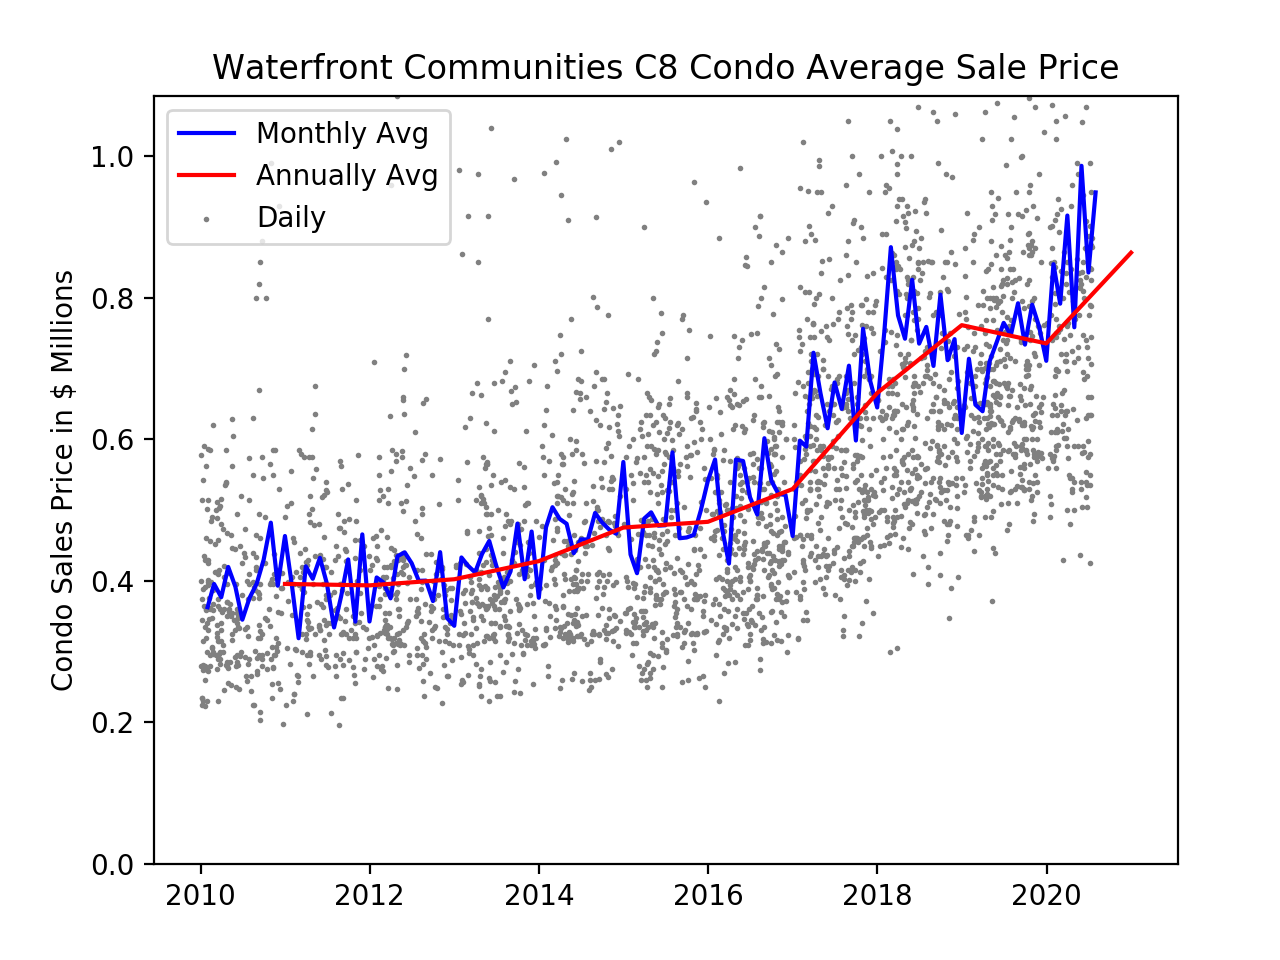 Waterfront Communities C8 Condo Average Sale Price
Monthly Avg
Annually Avg
Daily
Condo Sales Price in $ Millions
1.0
0.8
0.6
0.4
0.2
0.0
2010 2012 2014 2016 2018 2020